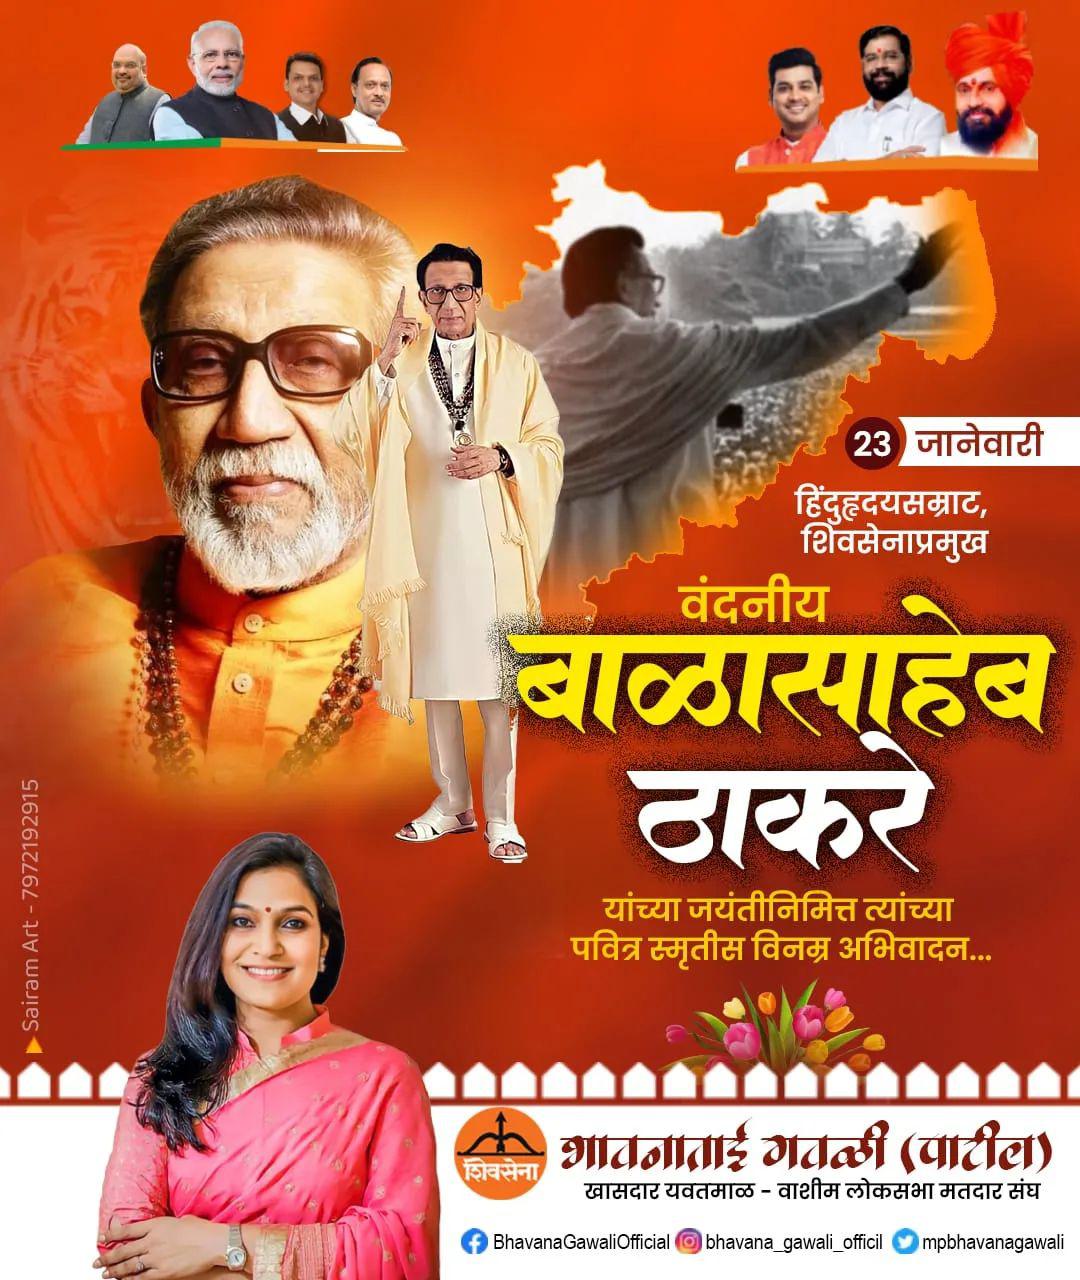 23 जानेवारी
हिंदुहृदयसम्राट,
शिवसेनाप्रमुख
वंदनीय
बाळासाहेब
ठाकरे
यांच्या जयंतीनिमित्त त्यांच्या
पवित्र स्मृतीस विनम्र अभिवादन...
Sairam Art - 7972192915
शिवसेना
भावनाताई गवळी (पाटील)
खासदार यवतमाळ - वाशीम लोकसभा मतदार संघ
BhavanaGawaliOfficial bhavana_gawali_officil mpbhavanagawali